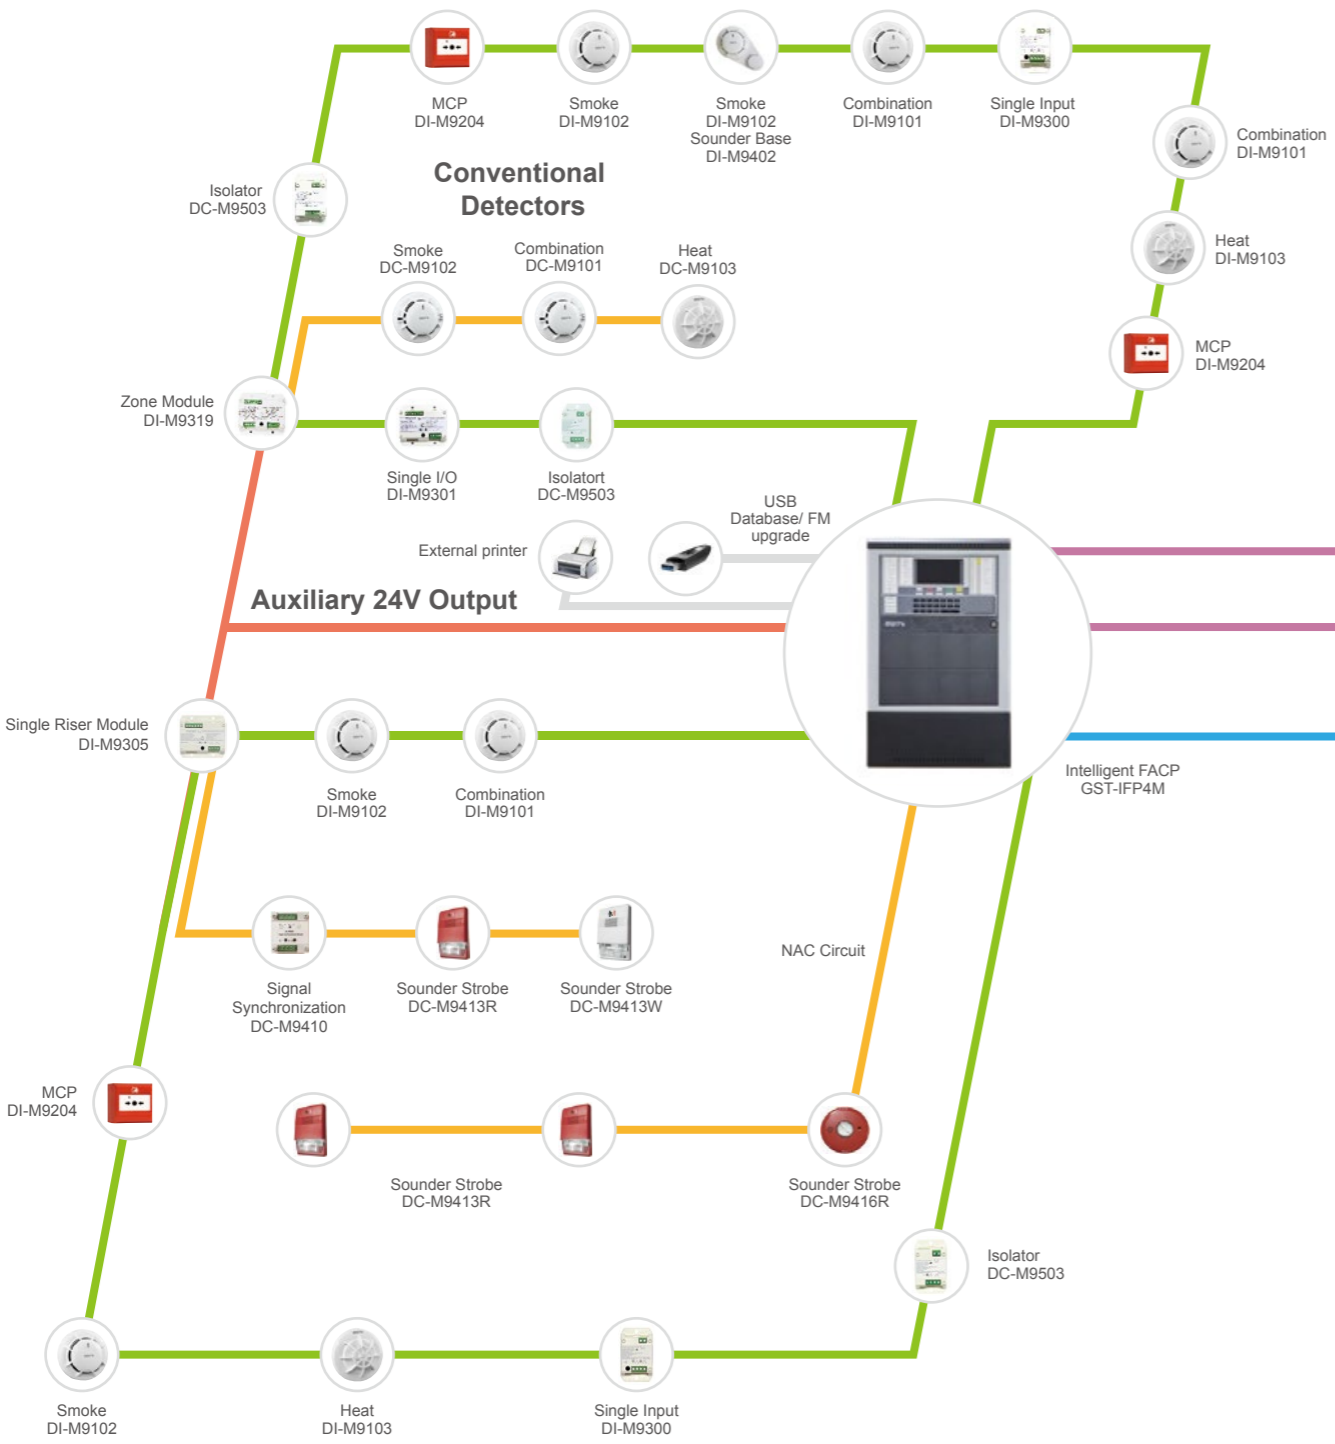 MCP
DI-M9204
Smoke
DI-M9102
Smoke
DI-M9102
Sounder Base
DI-M9402
Combination
DI-M9101
Single Input
DI-M9300
Combination
DI-M9101
Isolator
DC-M9503
Conventional
Detectors
Heat
DI-M9103
Smoke
DC-M9102
Combination
DC-M9101
Heat
DC-M9103
MCP
DI-M9204
Zone Module
DI-M9319
Single I/O
DI-M9301
Isolatort
DC-M9503
USB
Database/ FM
upgrade
External printer
Auxiliary 24V Output
Single Riser Module
DI-M9305
Smoke
DI-M9102
Combination
DI-M9101
Intelligent FACP
GST-IFP4M
Signal
Synchronization
DC-M9410
Sounder Strobe
DC-M9413R
Sounder Strobe
DC-M9413W
NAC Circuit
MCP
DI-M9204
Sounder Strobe
DC-M9413R
Sounder Strobe
DC-M9416R
Isolator
DC-M9503
Smoke
DI-M9102
Heat
DI-M9103
Single Input
DI-M9300